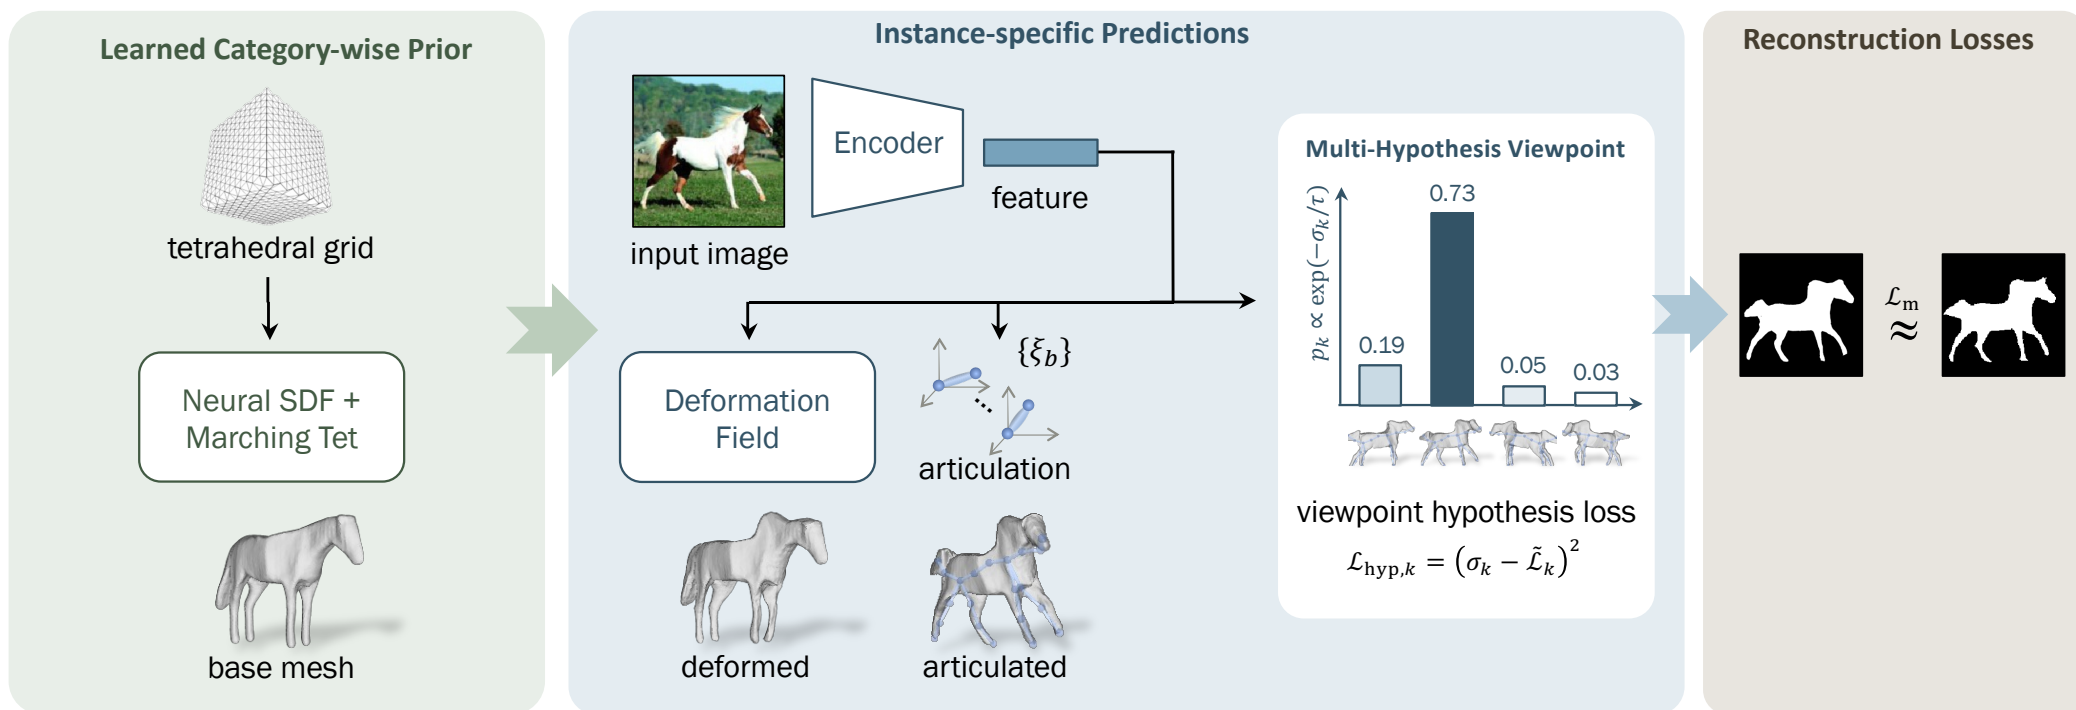 Learned Category-wise Prior
tetrahedral grid
Neural SDF +
Marching Tet
base mesh
Instance-specific Predictions
input image
Encoder
feature
Deformation
Field
{ξ_b}
articulation
deformed
articulated
Multi-Hypothesis Viewpoint
p_k ∝ exp(−σ_k/τ)
0.19
0.73
0.05
0.03
viewpoint hypothesis loss
ℒ_hyp,k = (σ_k − ℒ̃_k)²
Reconstruction Losses
ℒ_m
≈